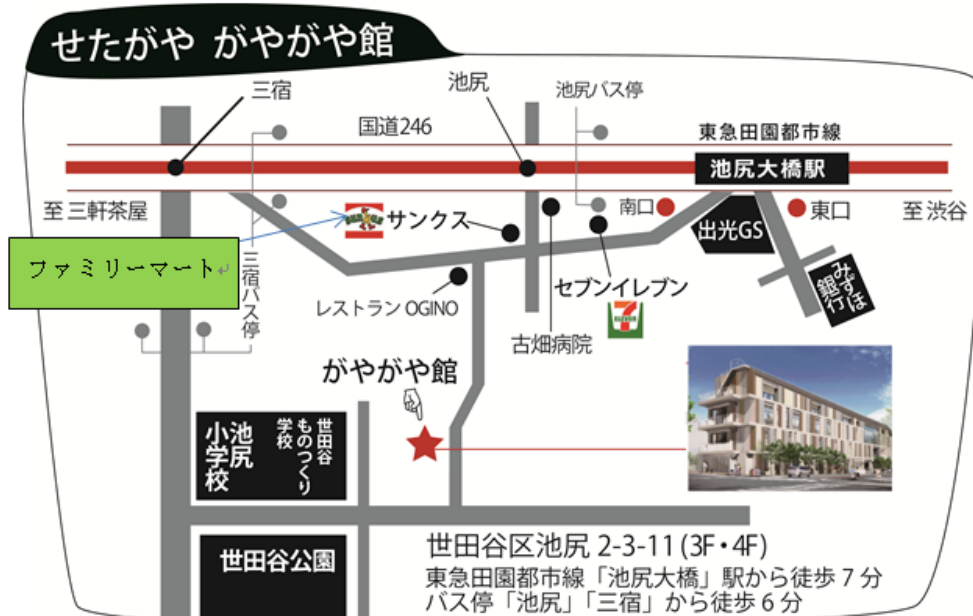 せたがや がやがや館
三宿
池尻
池尻バス停
国道246
東急田園都市線
池尻大橋駅
至 三軒茶屋
サンクス
南口
東口
至 渋谷
出光GS
ファミリーマート
三宿バス停
レストラン OGINO
セブンイレブン
7
ELEVEN
みずほ
銀行
古畑病院
がやがや館
世田谷
ものつくり
学校
池尻
小学校
世田谷公園
世田谷区池尻 2-3-11 (3F・4F)
東急田園都市線「池尻大橋」駅から徒歩 7 分
バス停「池尻」「三宿」から徒歩 6 分